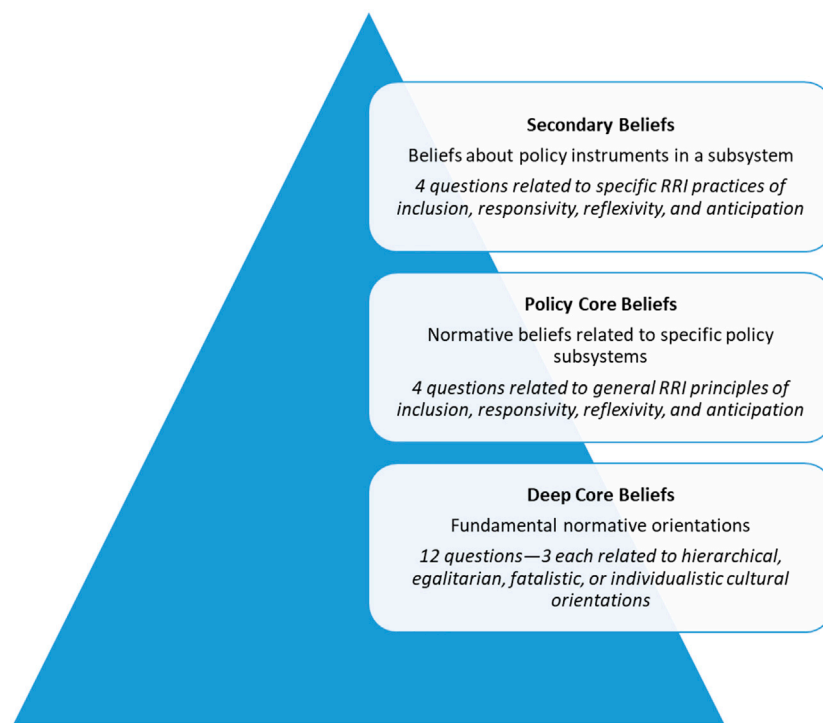 Secondary Beliefs
Beliefs about policy instruments in a subsystem
4 questions related to specific RRI practices of
inclusion, responsivity, reflexivity, and anticipation
Policy Core Beliefs
Normative beliefs related to specific policy
subsystems
4 questions related to general RRI principles of
inclusion, responsivity, reflexivity, and anticipation
Deep Core Beliefs
Fundamental normative orientations
12 questions—3 each related to hierarchical,
egalitarian, fatalistic, or individualistic cultural
orientations